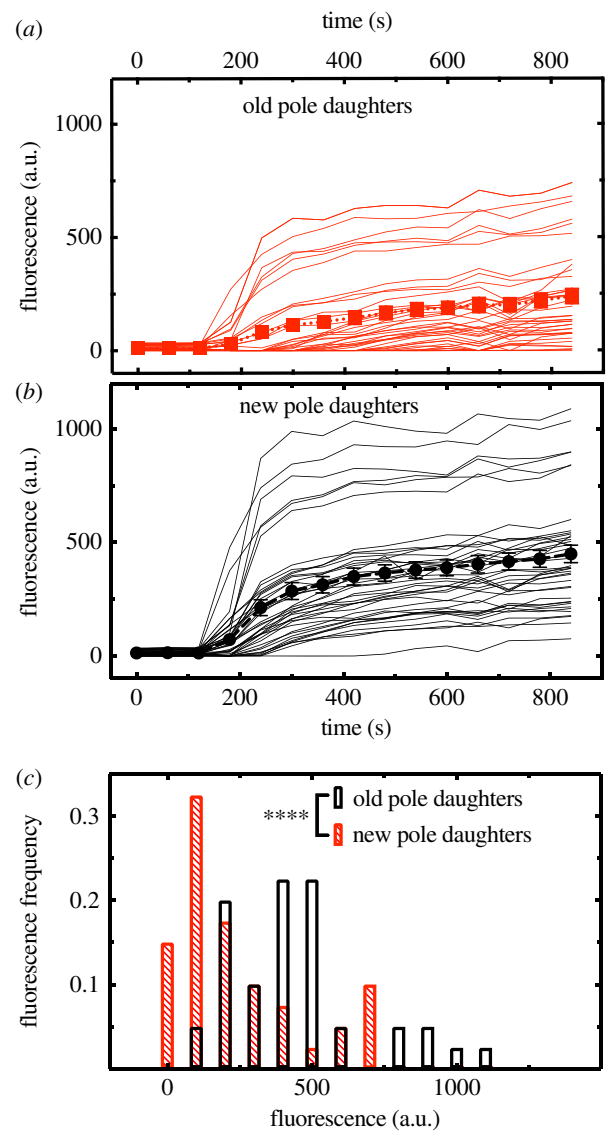 (a)
time (s)
0 200 400 600 800
old pole daughters
fluorescence (a.u.)
1000
500
0
(b)
new pole daughters
fluorescence (a.u.)
1000
500
0
0 200 400 600 800
time (s)
(c)
fluorescence frequency
0.3
0.2
0.1
**** old pole daughters
new pole daughters
0 500 1000
fluorescence (a.u.)